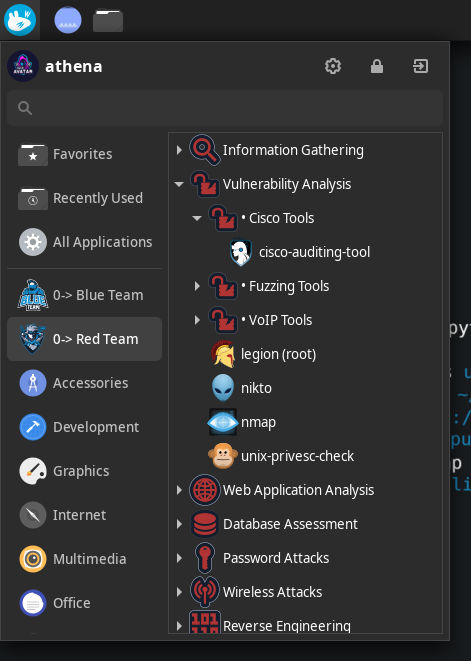 athena
Favorites
Recently Used
All Applications
0-> Blue Team
0-> Red Team
Accessories
Development
Graphics
Internet
Multimedia
Office
Information Gathering
Vulnerability Analysis
• Cisco Tools
cisco-auditing-tool
• Fuzzing Tools
• VoIP Tools
legion (root)
nikto
nmap
unix-privesc-check
Web Application Analysis
Database Assessment
Password Attacks
Wireless Attacks
Reverse Engineering